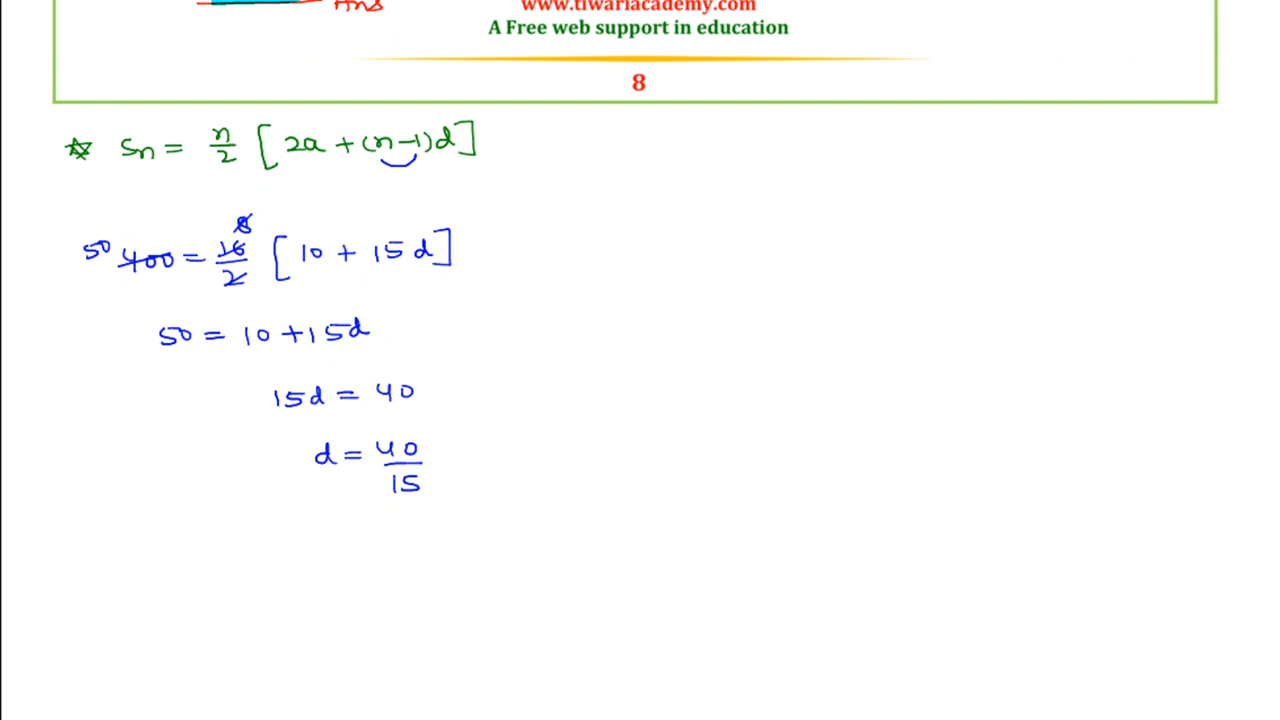 Ans
www.tiwariacademy.com
A Free web support in education
8
☆ Sn = n/2 [2a + (n-1)d]
50 400 = 16/2 8 [10 + 15d]
50 = 10 + 15d
15d = 40
d = 40/15